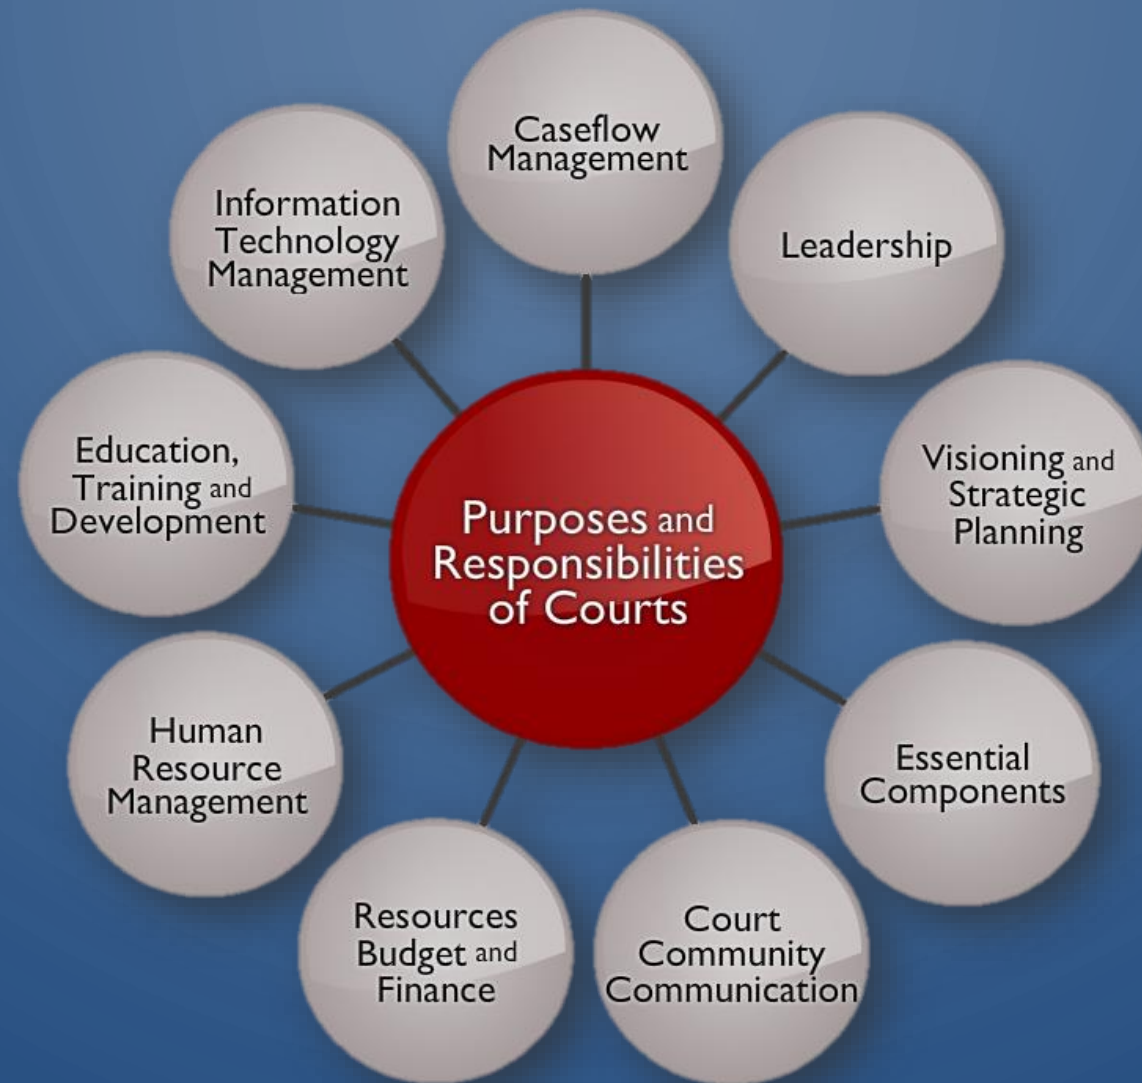 Caseflow
Management
Leadership
Visioning and
Strategic
Planning
Essential
Components
Court
Community
Communication
Resources
Budget and
Finance
Human
Resource
Management
Education,
Training and
Development
Information
Technology
Management
Purposes and
Responsibilities
of Courts